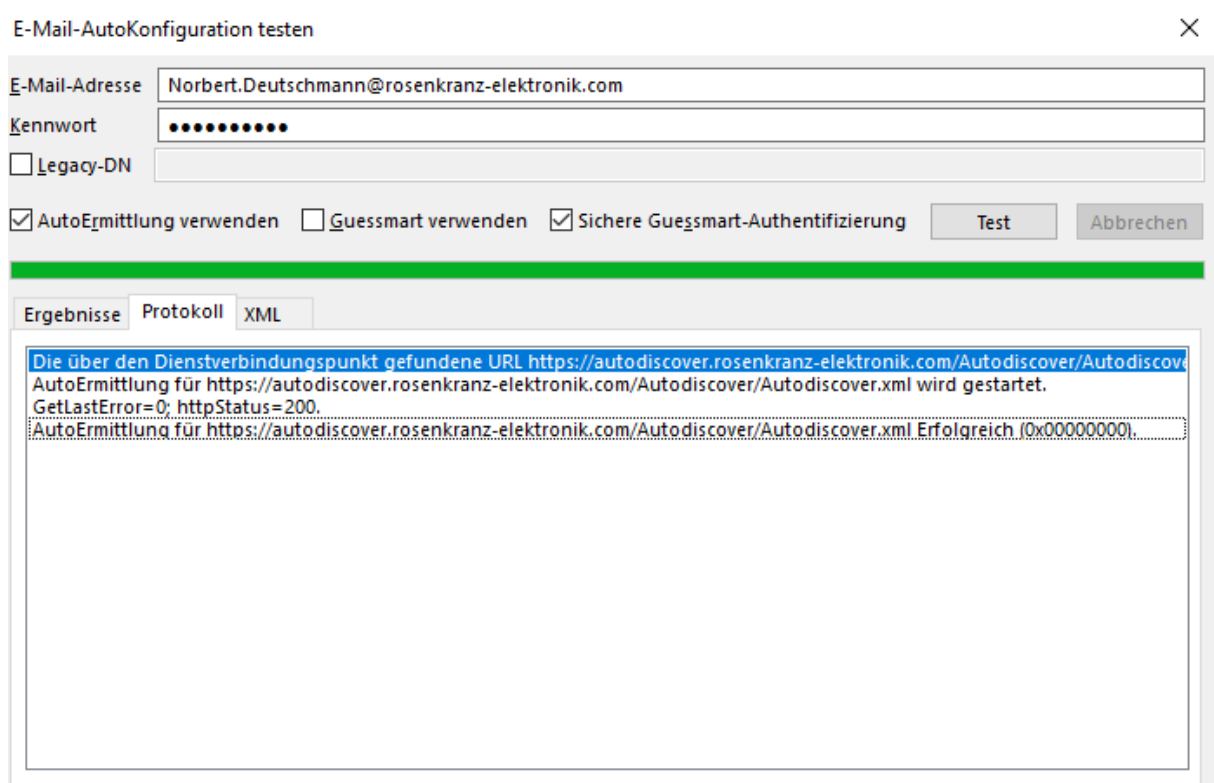 E-Mail-AutoKonfiguration testen
E-Mail-Adresse Norbert.Deutschmann@rosenkranz-elektronik.com
Kennwort ●●●●●●●●●●
Legacy-DN
AutoErmittlung verwenden Guessmart verwenden Sichere Guessmart-Authentifizierung Test Abbrechen
Ergebnisse Protokoll XML
Die über den Dienstverbindungspunkt gefundene URL https://autodiscover.rosenkranz-elektronik.com/Autodiscover/Autodiscove
AutoErmittlung für https://autodiscover.rosenkranz-elektronik.com/Autodiscover/Autodiscover.xml wird gestartet.
GetLastError=0; httpStatus=200.
AutoErmittlung für https://autodiscover.rosenkranz-elektronik.com/Autodiscover/Autodiscover.xml Erfolgreich (0x00000000).